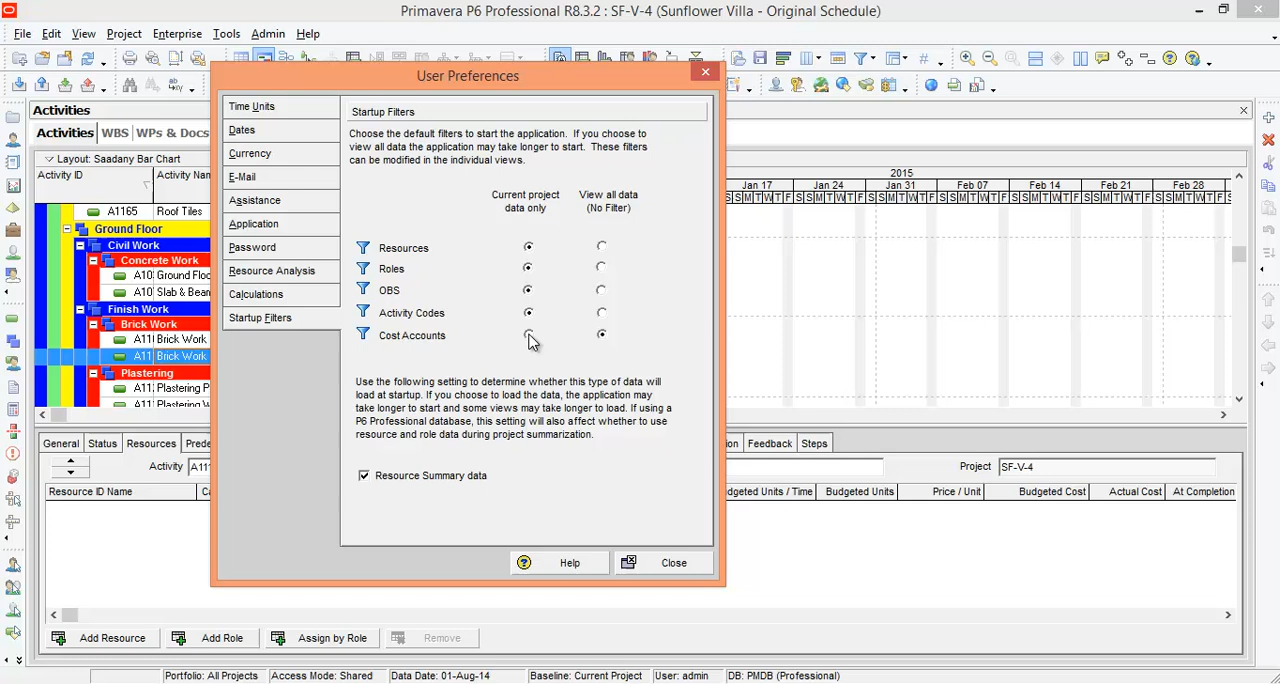 Primavera P6 Professional R8.3.2 : SF-V-4 (Sunflower Villa - Original Schedule)
File Edit View Project Enterprise Tools Admin Help
Activities
Activities WBS WPs & Docs
Layout: Saadany Bar Chart
Activity ID Activity Nam
2015
Jan 17 Jan 24 Jan 31 Feb 07 Feb 14 Feb 21 Feb 28
A1165 Roof Tiles
Ground Floor
Civil Work
Concrete Work
A10 Ground Floo
A10 Slab & Bean
Finish Work
Brick Work
A11 Brick Work
A11 Brick Work
Plastering
A11 Plastering P
User Preferences
Time Units
Dates
Currency
E-Mail
Assistance
Application
Password
Resource Analysis
Calculations
Startup Filters
Startup Filters
Choose the default filters to start the application. If you choose to
view all data the application may take longer to start. These filters
can be modified in the individual views.
Current project View all data
data only (No Filter)
Resources
Roles
OBS
Activity Codes
Cost Accounts
Use the following setting to determine whether this type of data will
load at startup. If you choose to load the data, the application may
take longer to start and some views may take longer to load. If using a
P6 Professional database, this setting will also affect whether to use
resource and role data during project summarization.
Resource Summary data
Help Close
General Status Resources Prede ion Feedback Steps
Activity A111 Project SF-V-4
Resource ID Name Ca udgeted Units / Time Budgeted Units Price / Unit Budgeted Cost Actual Cost At Completion
Add Resource Add Role Assign by Role Remove
Portfolio: All Projects Access Mode: Shared Data Date: 01-Aug-14 Baseline: Current Project User: admin DB: PMDB (Professional)